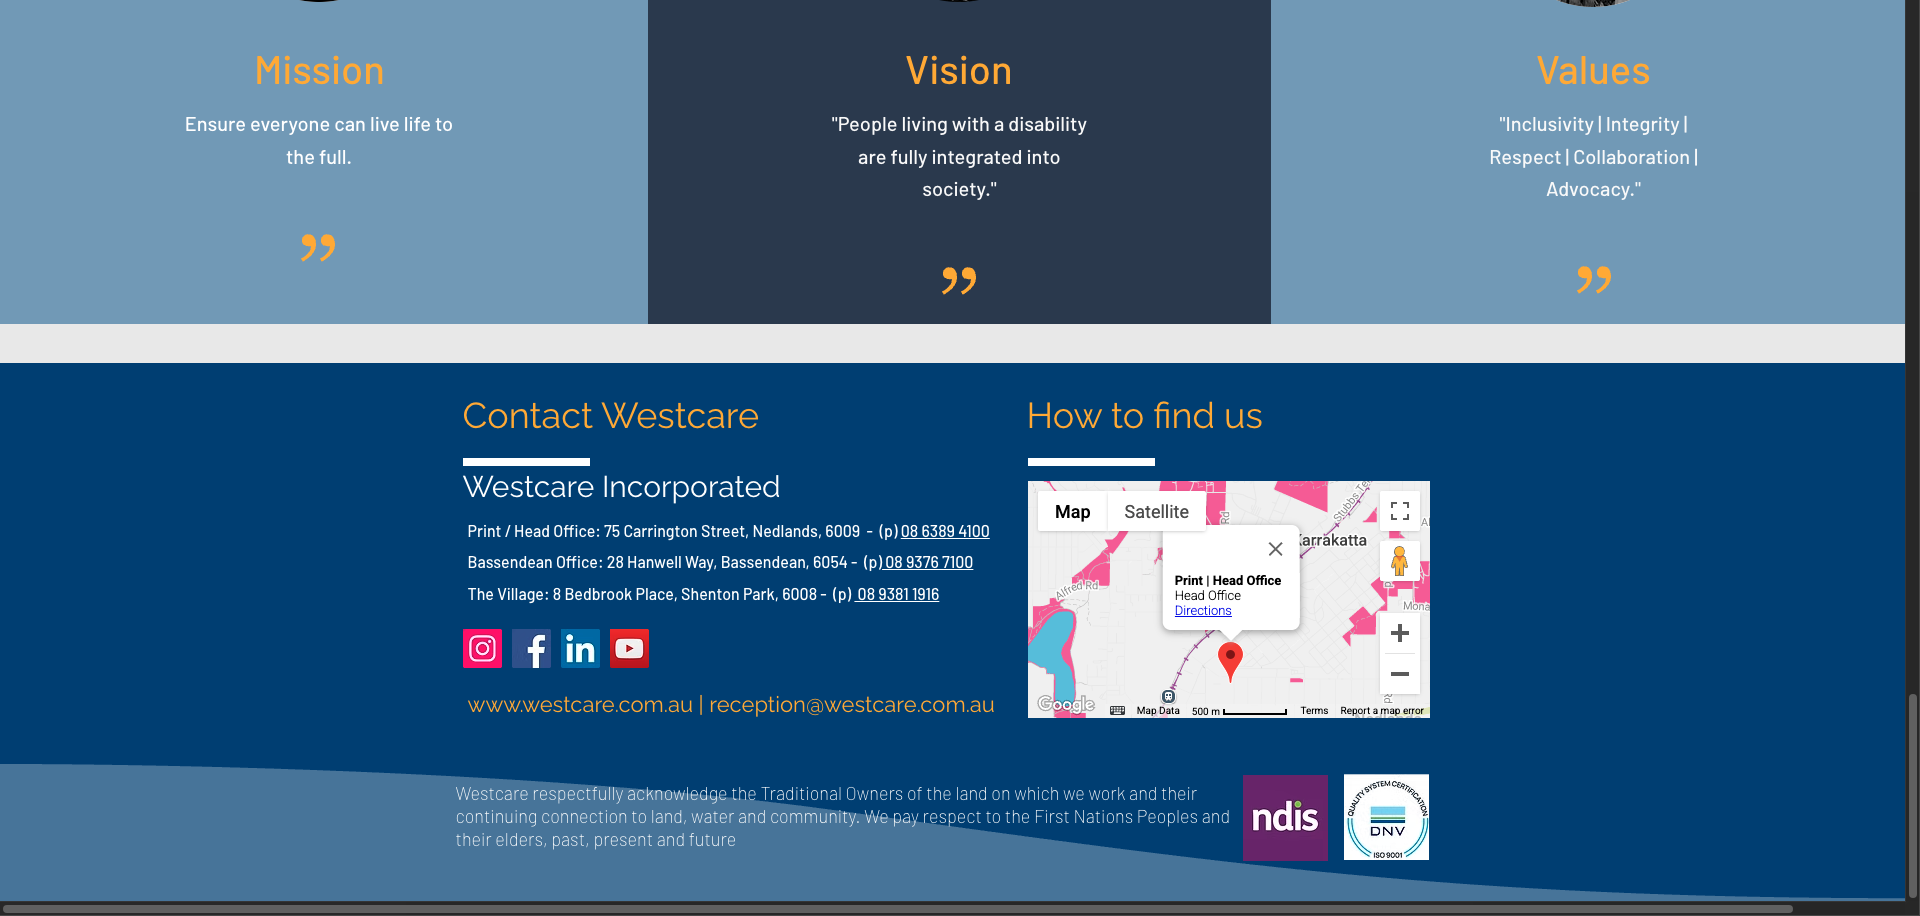 Mission
Ensure everyone can live life to
the full.
”
Vision
"People living with a disability
are fully integrated into
society."
”
Values
"Inclusivity | Integrity |
Respect | Collaboration |
Advocacy."
”
Contact Westcare
Westcare Incorporated
Print / Head Office: 75 Carrington Street, Nedlands, 6009 - (p) 08 6389 4100
Bassendean Office: 28 Hanwell Way, Bassendean, 6054 - (p) 08 9376 7100
The Village: 8 Bedbrook Place, Shenton Park, 6008 - (p) 08 9381 1916
in
www.westcare.com.au | reception@westcare.com.au
How to find us
Map Satellite
Stubbs Te
Rd
Karrakatta
Alfred Rd
Print | Head Office
Head Office
Directions
Mona
Google
Map Data 500 m Terms Report a map error
Westcare respectfully acknowledge the Traditional Owners of the land on which we work and their
continuing connection to land, water and community. We pay respect to the First Nations Peoples and
their elders, past, present and future
ndis
QUALITY SYSTEM CERTIFICATION
DNV
ISO 9001